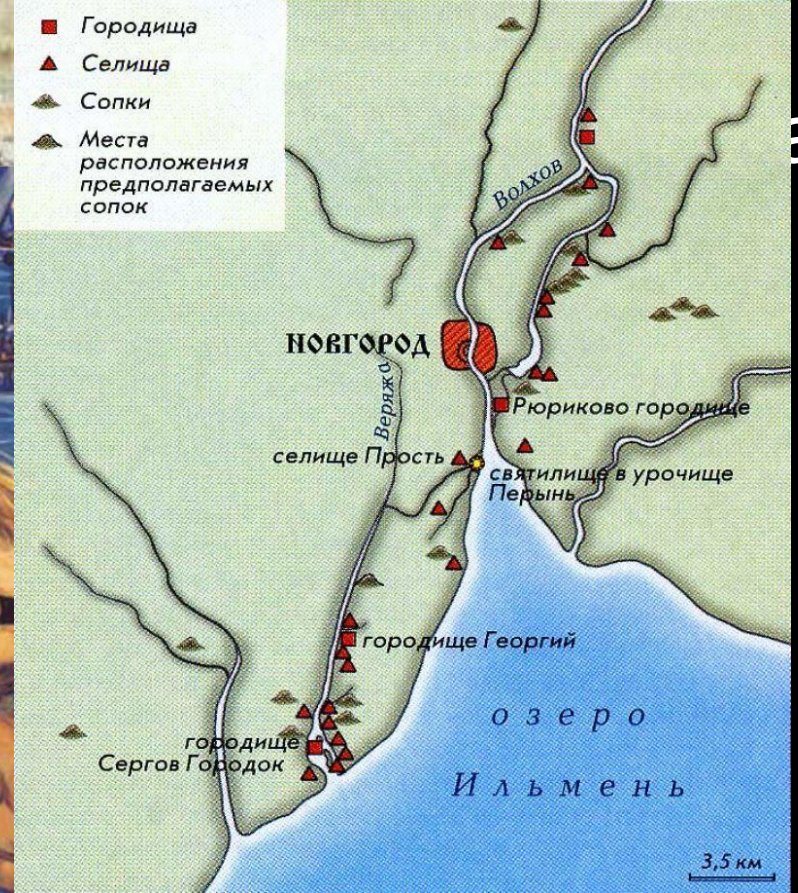 Городища
Селища
Сопки
Места
расположения
предполагаемых
сопок
Волхов
НОВГОРОД
Веряжа
Рюриково городище
селище Прость
святилище в урочище
Перынь
городище Георгий
городище
Сергов Городок
озеро
Ильмень
3,5 км